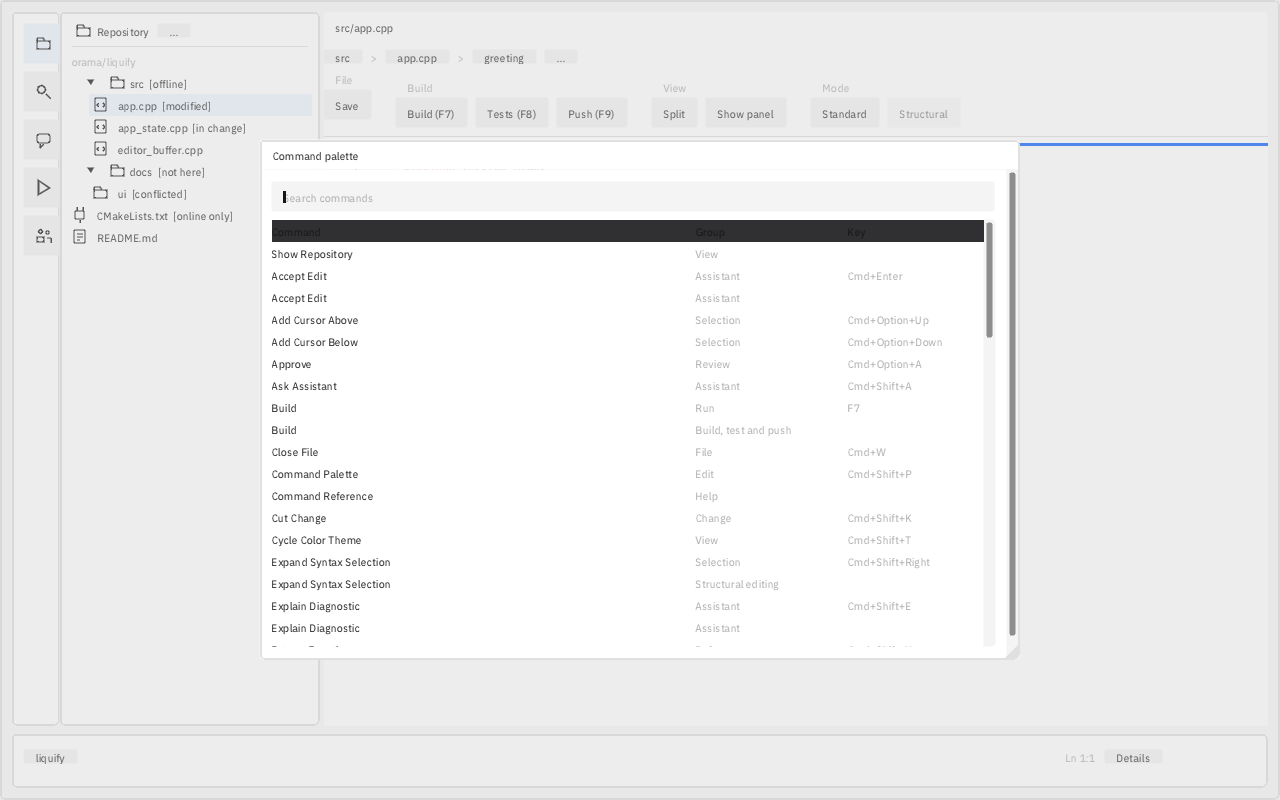 Repository ...
orama/liquify
src [offline]
app.cpp [modified]
app_state.cpp [in change]
editor_buffer.cpp
docs [not here]
ui [conflicted]
CMakeLists.txt [online only]
README.md
src/app.cpp
src > app.cpp > greeting ...
File
Save
Build
Build (F7) Tests (F8) Push (F9)
View
Split Show panel
Mode
Standard Structural
Command palette
Search commands
Command Group Key
Show Repository View
Accept Edit Assistant Cmd+Enter
Accept Edit Assistant
Add Cursor Above Selection Cmd+Option+Up
Add Cursor Below Selection Cmd+Option+Down
Approve Review Cmd+Option+A
Ask Assistant Assistant Cmd+Shift+A
Build Run F7
Build Build, test and push
Close File File Cmd+W
Command Palette Edit Cmd+Shift+P
Command Reference Help
Cut Change Change Cmd+Shift+K
Cycle Color Theme View Cmd+Shift+T
Expand Syntax Selection Selection Cmd+Shift+Right
Expand Syntax Selection Structural editing
Explain Diagnostic Assistant Cmd+Shift+E
Explain Diagnostic Assistant
liquify
Ln 1:1 Details